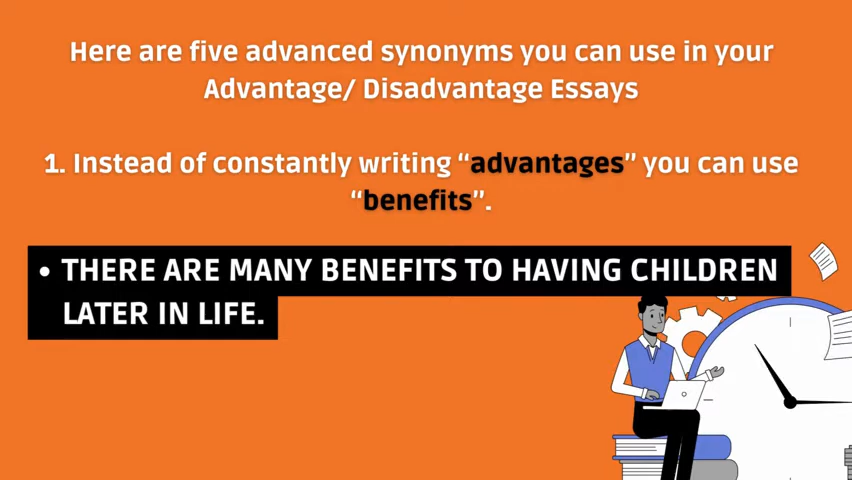 Here are five advanced synonyms you can use in your
Advantage/ Disadvantage Essays
1. Instead of constantly writing “advantages” you can use
“benefits”.
• THERE ARE MANY BENEFITS TO HAVING CHILDREN
LATER IN LIFE.